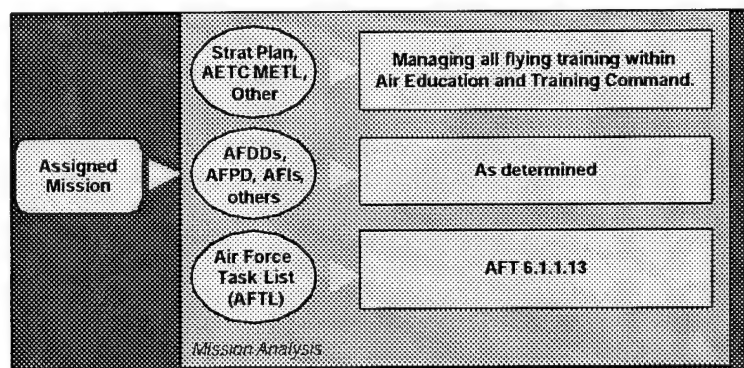 Strat Plan,
AETC METL,
Other
Managing all flying training within
Air Education and Training Command.
Assigned
Mission
AFDDs,
AFPD, AFIs,
others
As determined
Air Force
Task List
(AFTL)
AFT 6.1.1.13
Mission Analysis